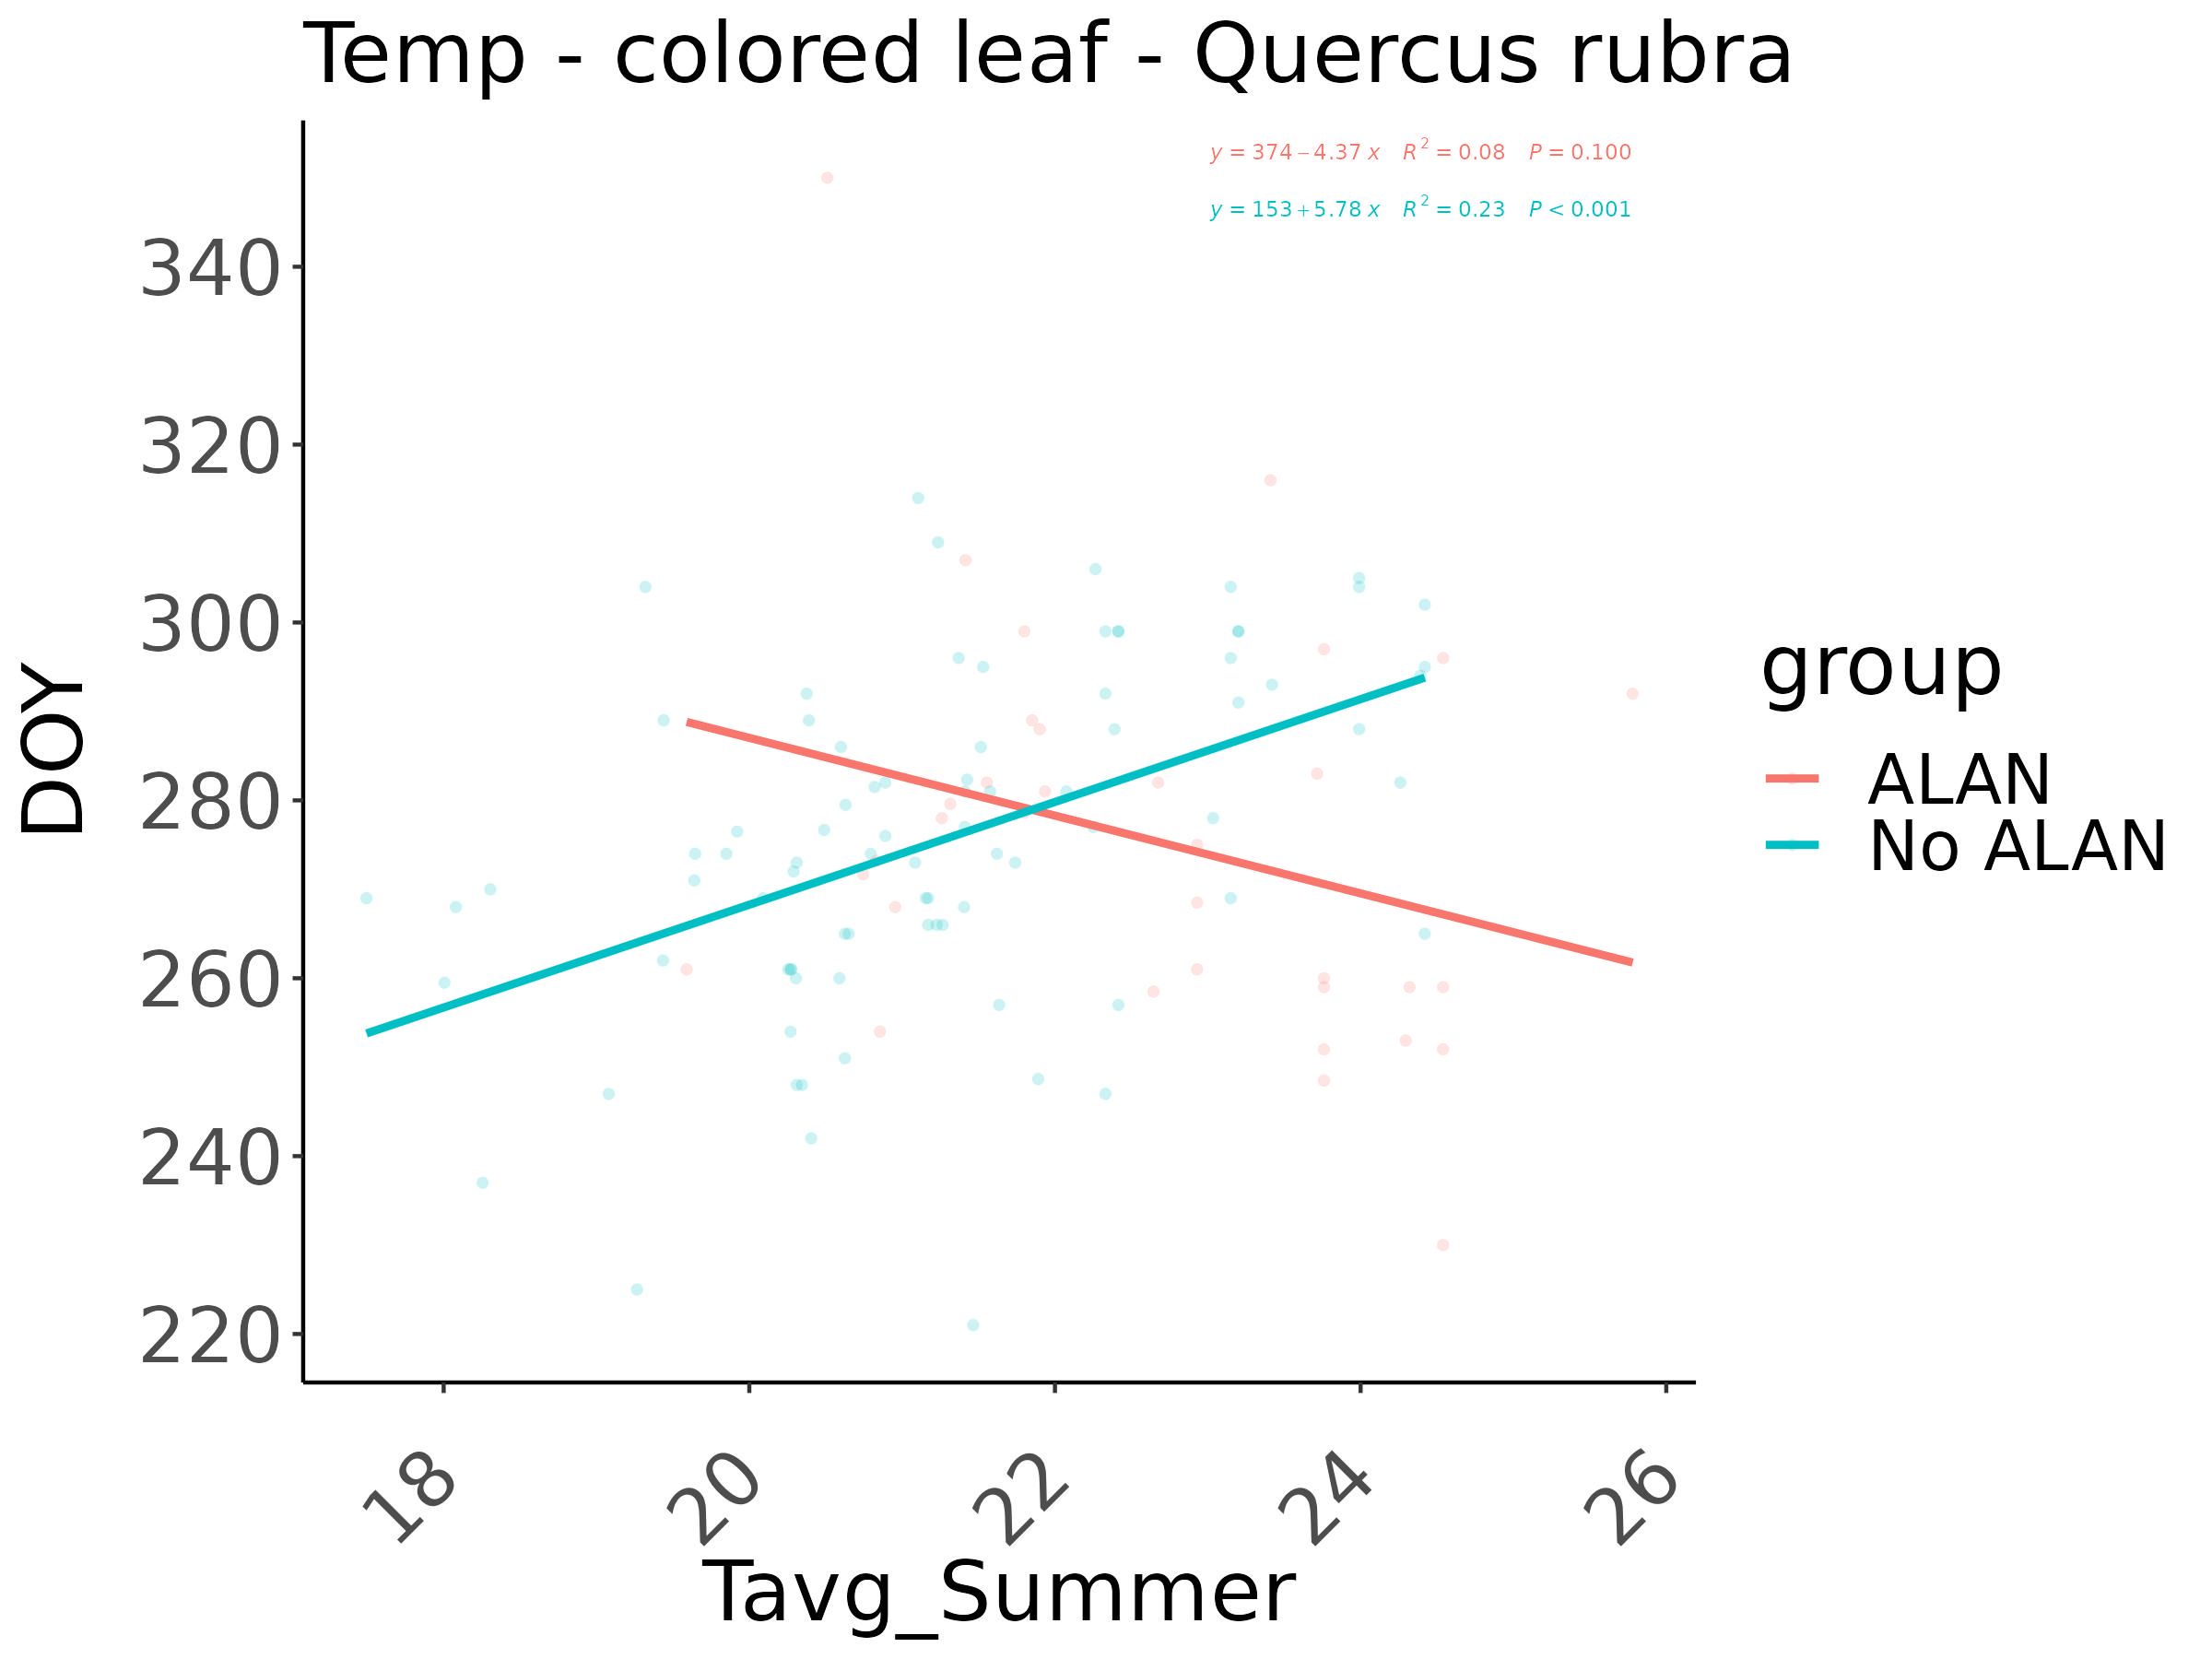 Temp - colored leaf - Quercus rubra
y = 374 − 4.37 x R² = 0.08 P = 0.100
y = 153 + 5.78 x R² = 0.23 P < 0.001
340
320
300
280
260
240
220
DOY
18 20 22 24 26
Tavg_Summer
group
ALAN
No ALAN